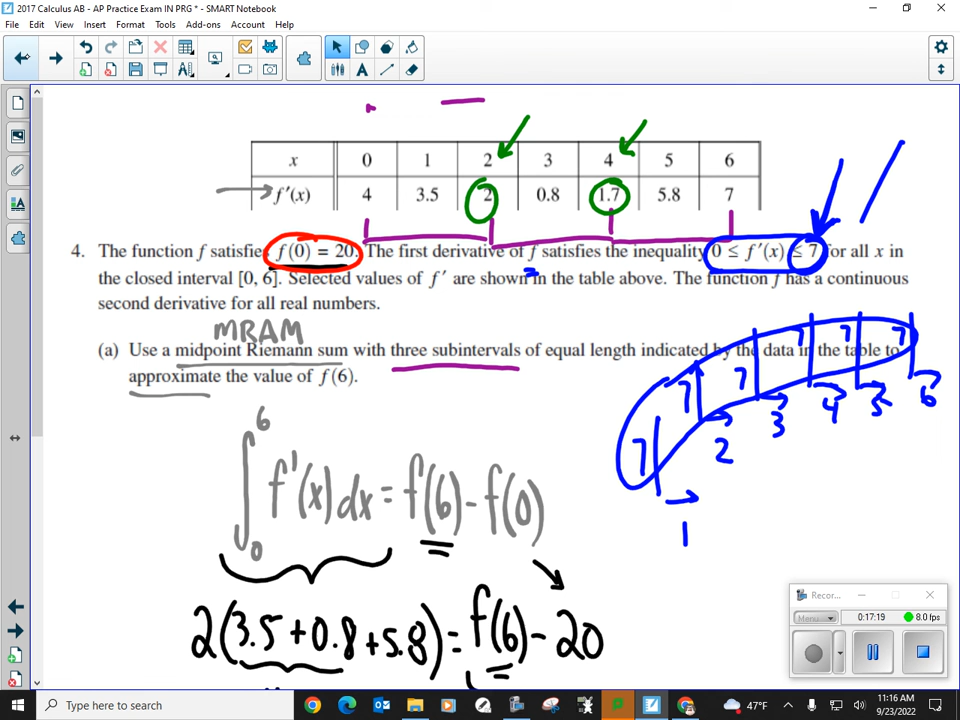 2017 Calculus AB - AP Practice Exam IN PRG * - SMART Notebook
File Edit View Insert Format Tools Add-ons Account Help
x 0 1 2 3 4 5 6
f′(x) 4 3.5 2 0.8 1.7 5.8 7
4. The function f satisfies f(0) = 20. The first derivative of f satisfies the inequality 0 ≤ f′(x) ≤ 7 for all x in
the closed interval [0, 6]. Selected values of f′ are shown in the table above. The function f has a continuous
second derivative for all real numbers.
MRAM
(a) Use a midpoint Riemann sum with three subintervals of equal length indicated by the data in the table to
approximate the value of f(6).
7 7 7 7 7 7
1 2 3 4 5 6
∫₀⁶ f'(x) dx = f(6) - f(0)
2(3.5 + 0.8 + 5.8) = f(6) - 20
Recor...
Menu
0:17:19
8.0 fps
Type here to search
47°F
11:16 AM
9/23/2022